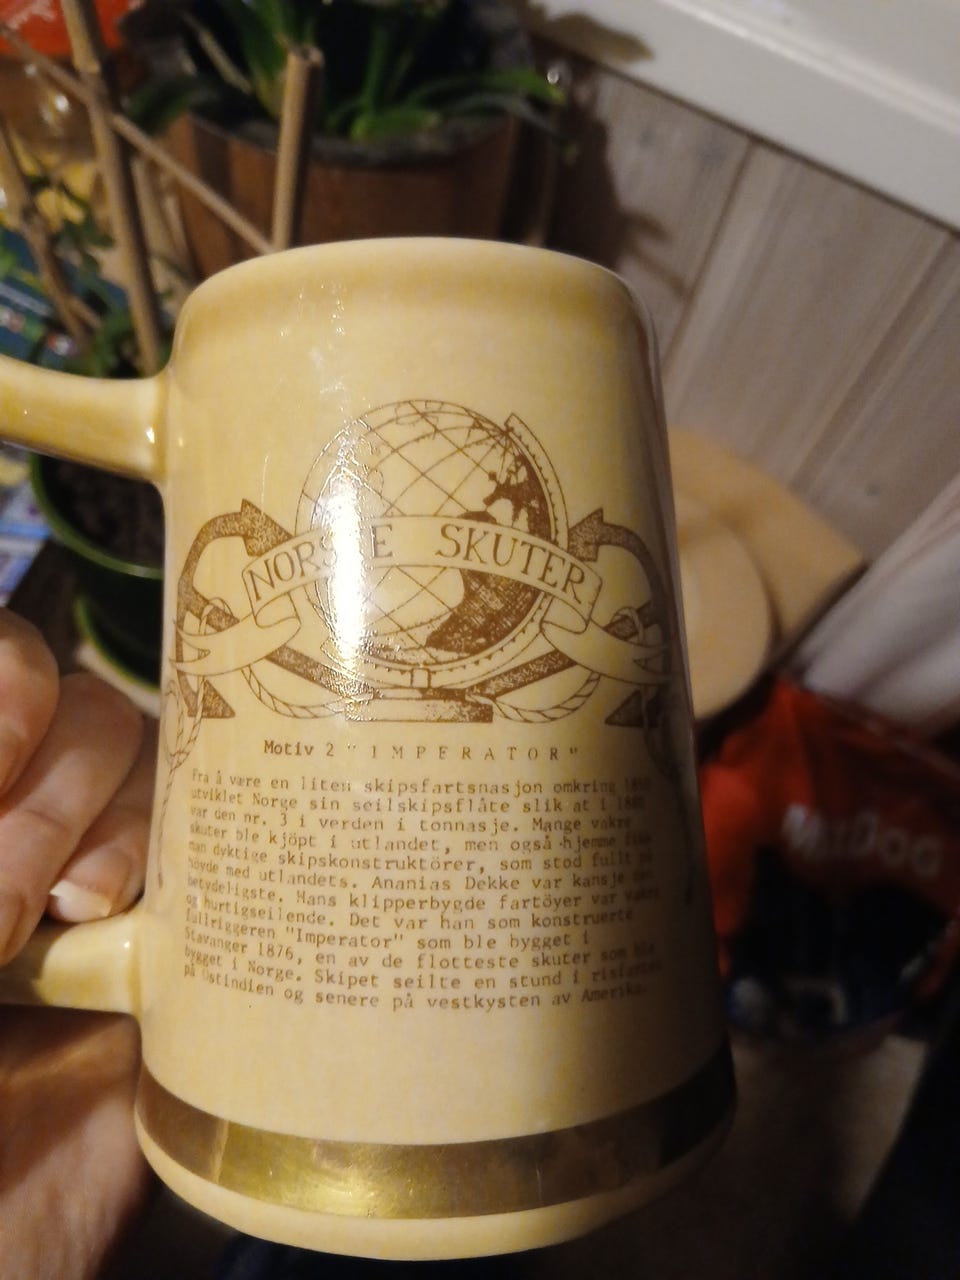 NORSKE SKUTER
Motiv 2 "IMPERATOR"
Fra å være en liten skipsfartsnasjon omkring 1850
utviklet Norge sin seilskipsflåte slik at i 1880
var den nr. 3 i verden i tonnasje. Mange vakre
skuter ble kjöpt i utlandet, men også hjemme fikk
man dyktige skipskonstruktörer, som stod fullt på
höyde med utlandets. Ananias Dekke var kansje den
betydeligste. Hans klipperbygde fartöyer var vakre
og hurtigseilende. Det var han som konstruerte
fullriggeren "Imperator" som ble bygget i
Stavanger 1876, en av de flotteste skuter som ble
bygget i Norge. Skipet seilte en stund i risfarten
på Ostindien og senere på vestkysten av Amerika.